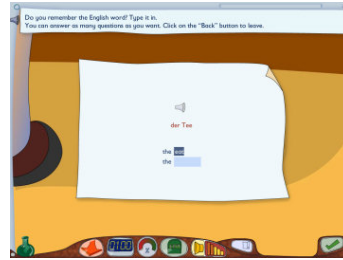 Do you remember the English word? Type it in.
You can answer as many questions as you want. Click on the "Back" button to leave.
der Tee
the
the